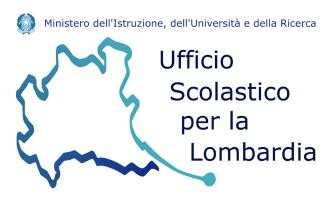 Ministero dell'Istruzione, dell'Università e della Ricerca
Ufficio
Scolastico
per la
Lombardia